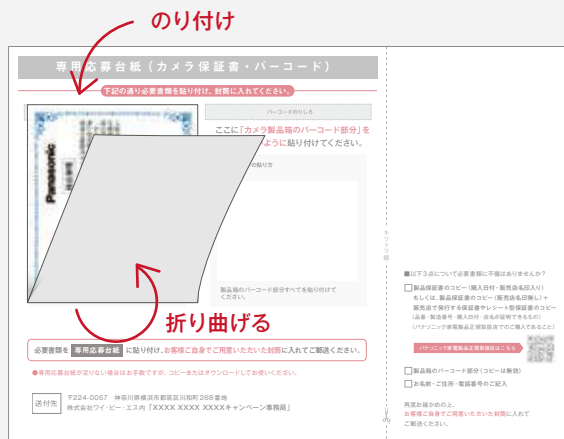 のり付け
専用応募台紙（カメラ保証書・バーコード）
下記の通り必要書類を貼り付け、封筒に入れてください。
バーコードのりしろ
ここに「カメラ製品箱のバーコード部分」を
ように貼り付けてください。
の貼り方
Panasonic
製品箱のバーコード部分すべてを貼り付けて
ください。
折り曲げる
必要書類を 専用応募台紙 に貼り付け、お客様ご自身でご用意いただいた封筒に入れてご郵送ください。
●専用応募台紙が足りない場合はお手数ですが、コピーまたはダウンロードしてお使いください。
送付先
〒224-0057 神奈川県横浜市都筑区川和町268番地
株式会社ワイ・ビー・エス内「XXXX XXXX XXXXキャンペーン事務局」
キリトリ線
■以下3点について必要書類に不備はありませんか？
□製品保証書のコピー（購入日付・販売店名印入り）
もしくは、製品保証書のコピー（販売店名印無し）＋
販売店で発行する保証書やレシート型保証書のコピー
（品番・製造番号・購入日付・店名が証明できるもの）
（パナソニック家電製品正規取扱店でのご購入であること）
パナソニック家電製品正規取扱店はこちら
□製品箱のバーコード部分（コピーは無効）
□お名前・ご住所・電話番号のご記入
再度お確かめの上、
お客様ご自身でご用意いただいた封筒に入れて
ご郵送ください。